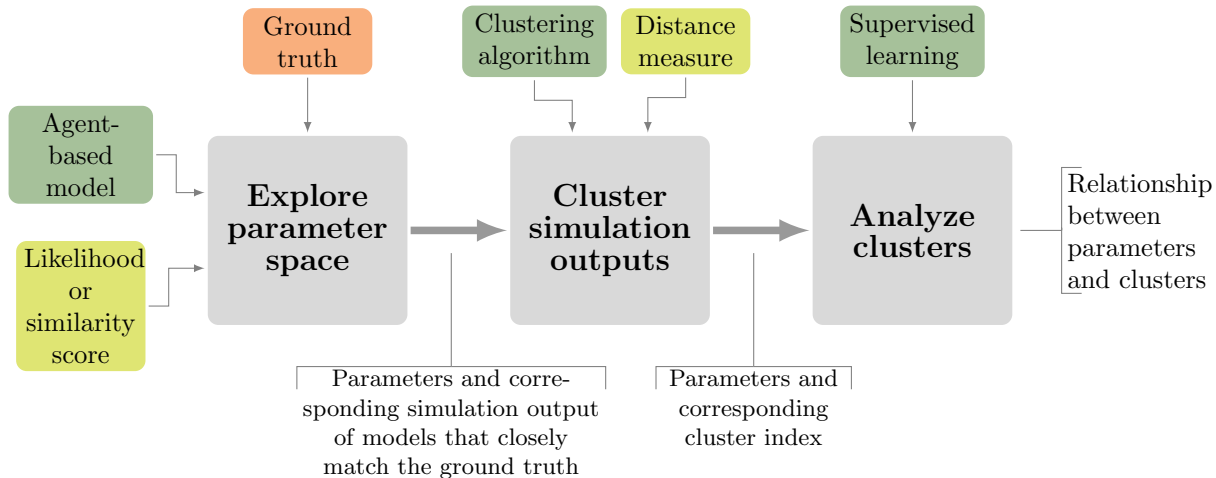 Ground
truth
Clustering
algorithm
Distance
measure
Supervised
learning
Agent-
based
model
Likelihood
or
similarity
score
Explore
parameter
space
Cluster
simulation
outputs
Analyze
clusters
Relationship
between
parameters
and clusters
Parameters and corre-
sponding simulation output
of models that closely
match the ground truth
Parameters and
corresponding
cluster index